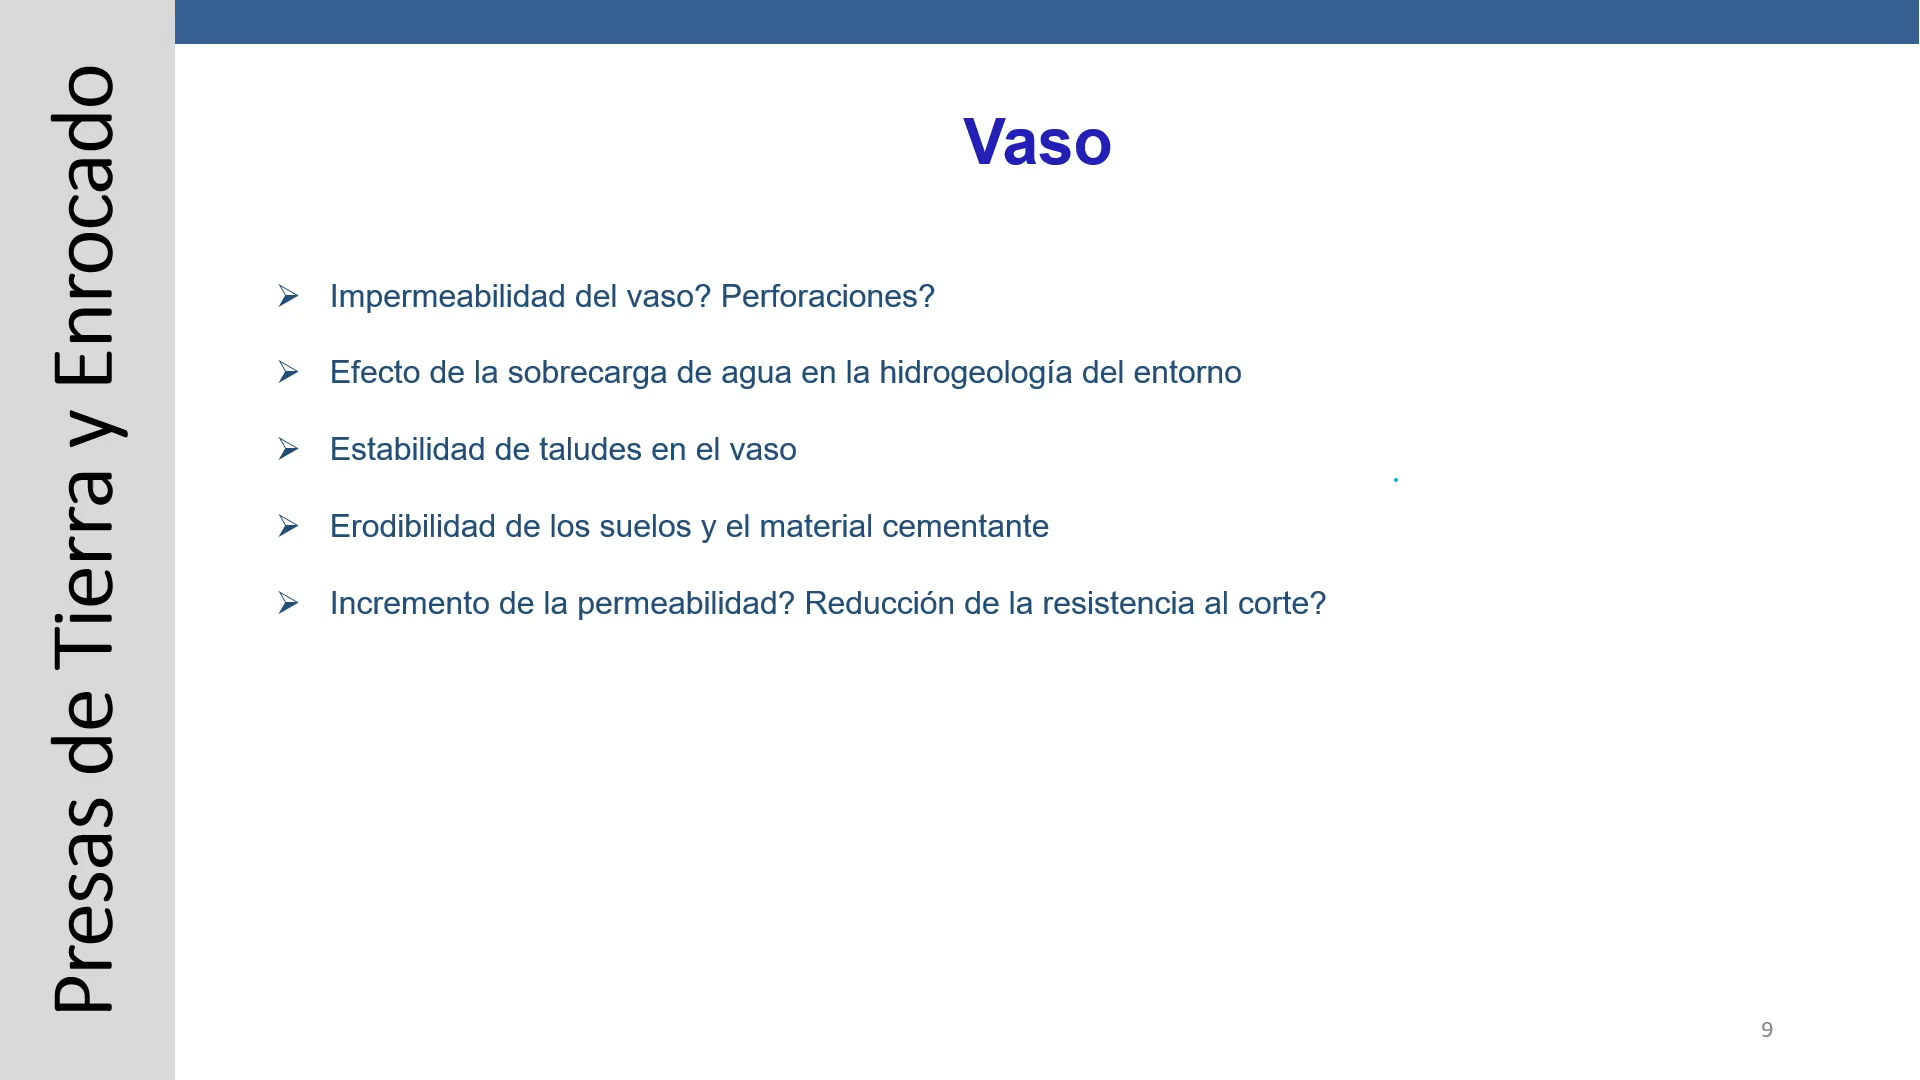 Presas de Tierra y Enrocado
Vaso
Impermeabilidad del vaso? Perforaciones?
Efecto de la sobrecarga de agua en la hidrogeología del entorno
Estabilidad de taludes en el vaso
Erodibilidad de los suelos y el material cementante
Incremento de la permeabilidad? Reducción de la resistencia al corte?
9